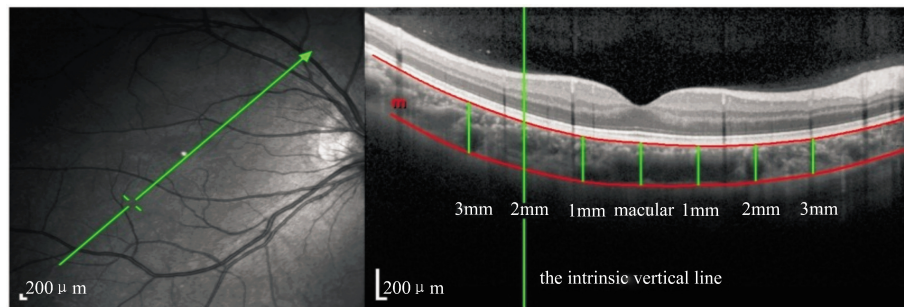 m
3mm 2mm 1mm macular 1mm 2mm 3mm
the intrinsic vertical line
200 μ m
200 μ m